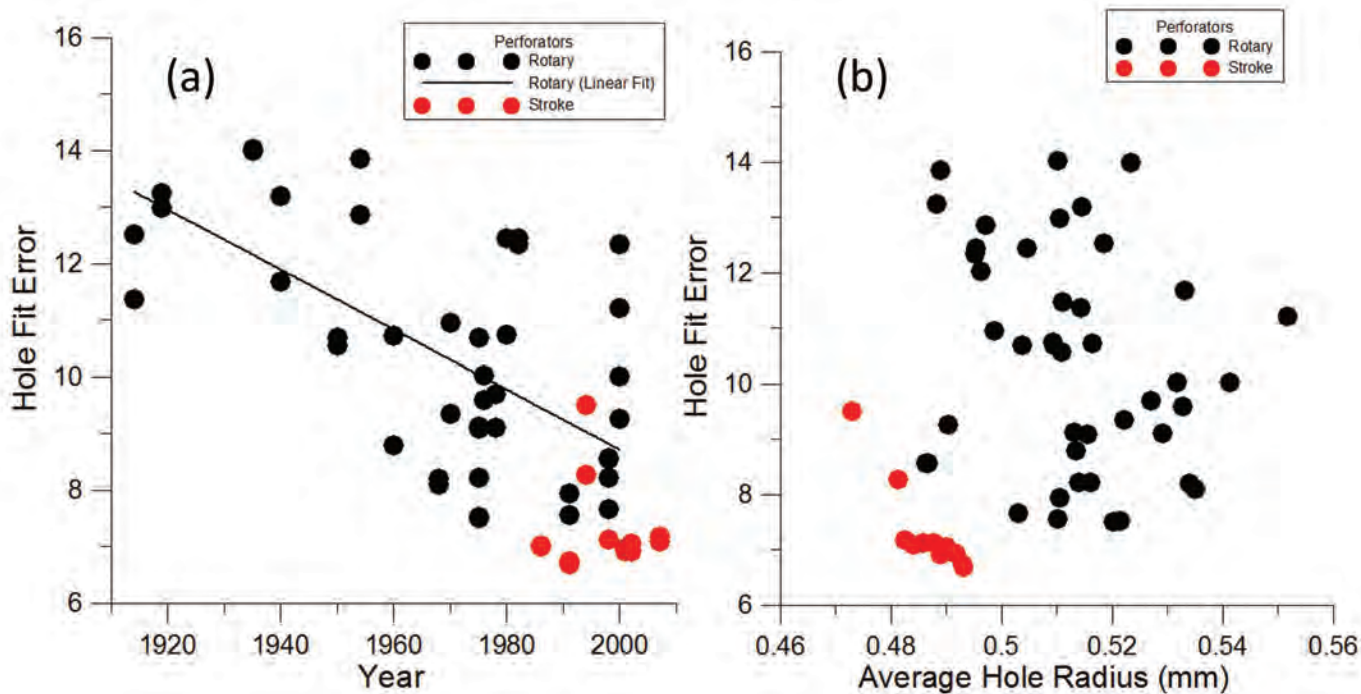 (a)
Perforators
Rotary
Rotary (Linear Fit)
Stroke
Hole Fit Error
16
14
12
10
8
6
1920
1940
1960
1980
2000
Year
(b)
Perforators
Rotary
Stroke
Hole Fit Error
16
14
12
10
8
6
0.46
0.48
0.5
0.52
0.54
0.56
Average Hole Radius (mm)